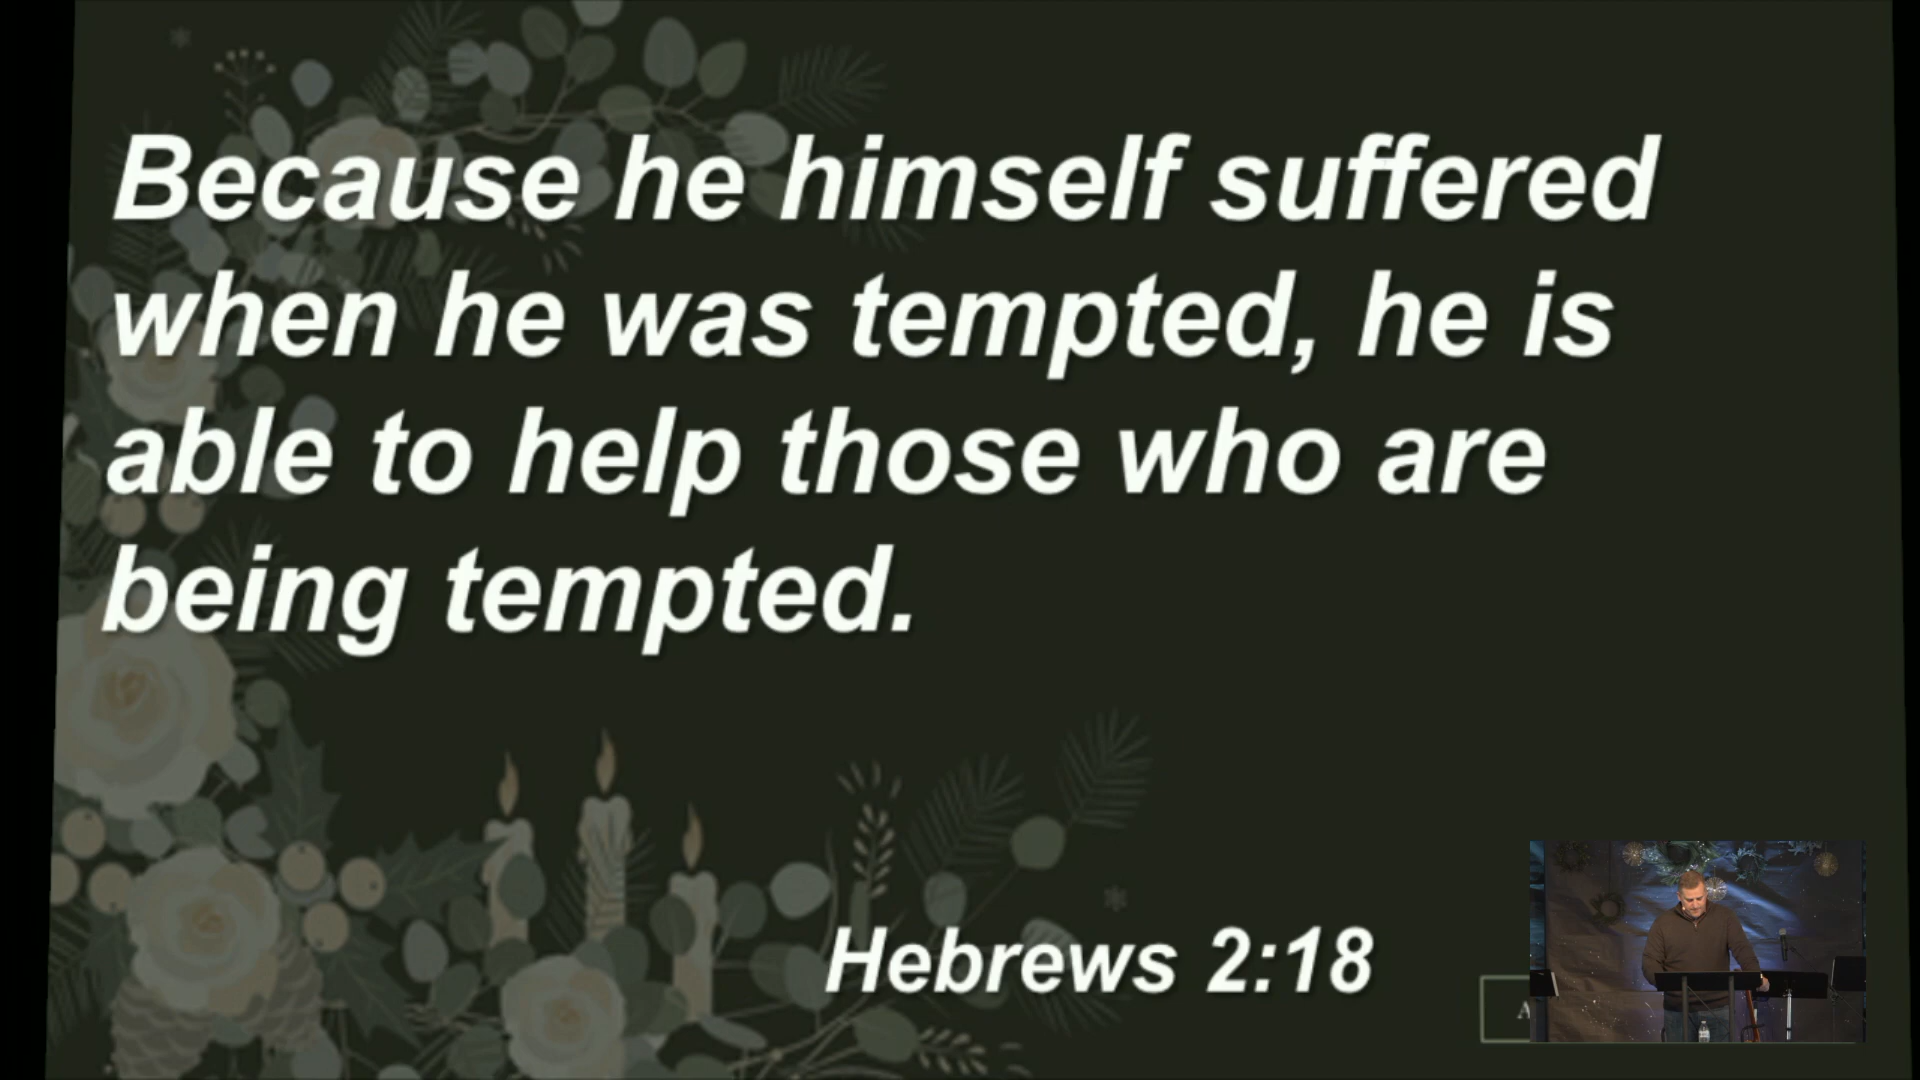 Because he himself suffered
when he was tempted, he is
able to help those who are
being tempted.
Hebrews 2:18